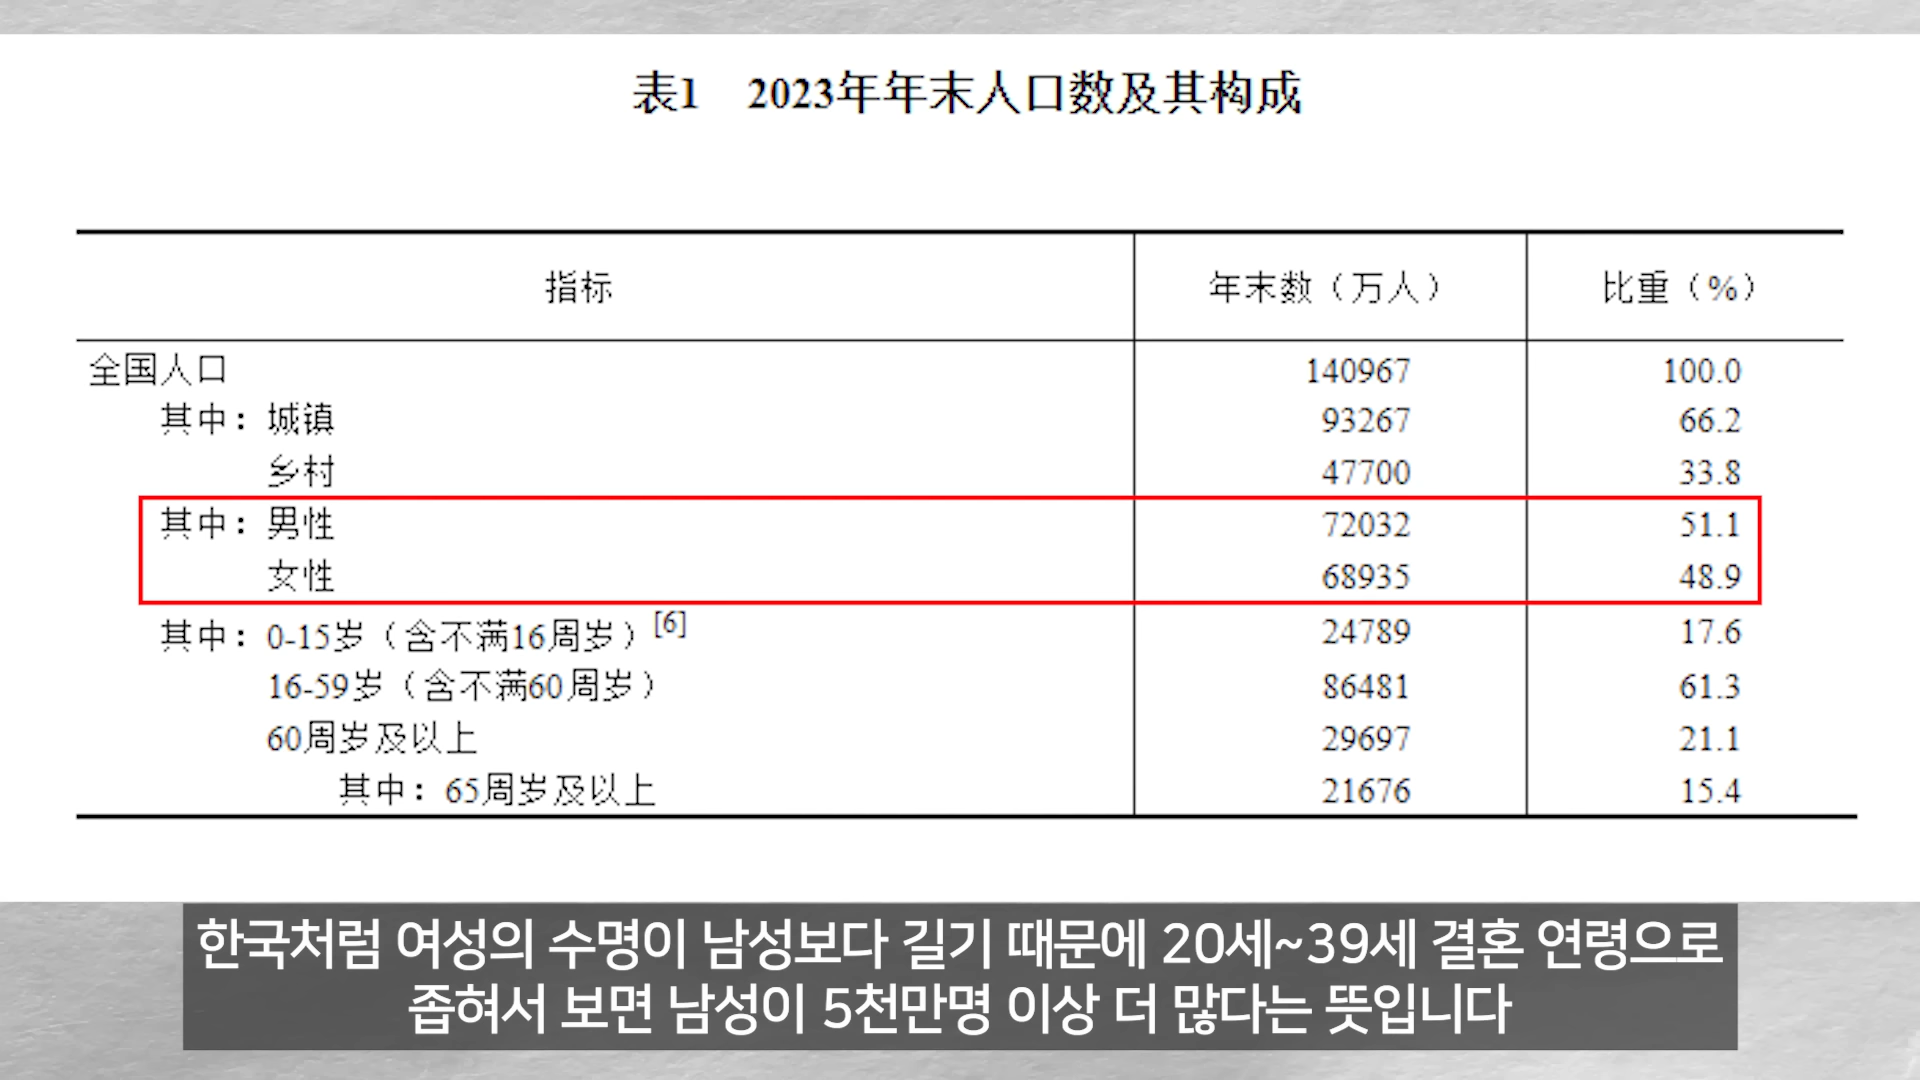 表1 2023年年末人口数及其构成
指标 年末数（万人） 比重（%）
全国人口 140967 100.0
其中：城镇 93267 66.2
乡村 47700 33.8
其中：男性 72032 51.1
女性 68935 48.9
其中：0-15岁（含不满16周岁）[6] 24789 17.6
16-59岁（含不满60周岁） 86481 61.3
60周岁及以上 29697 21.1
其中：65周岁及以上 21676 15.4
한국처럼 여성의 수명이 남성보다 길기 때문에 20세~39세 결혼 연령으로
좁혀서 보면 남성이 5천만명 이상 더 많다는 뜻입니다